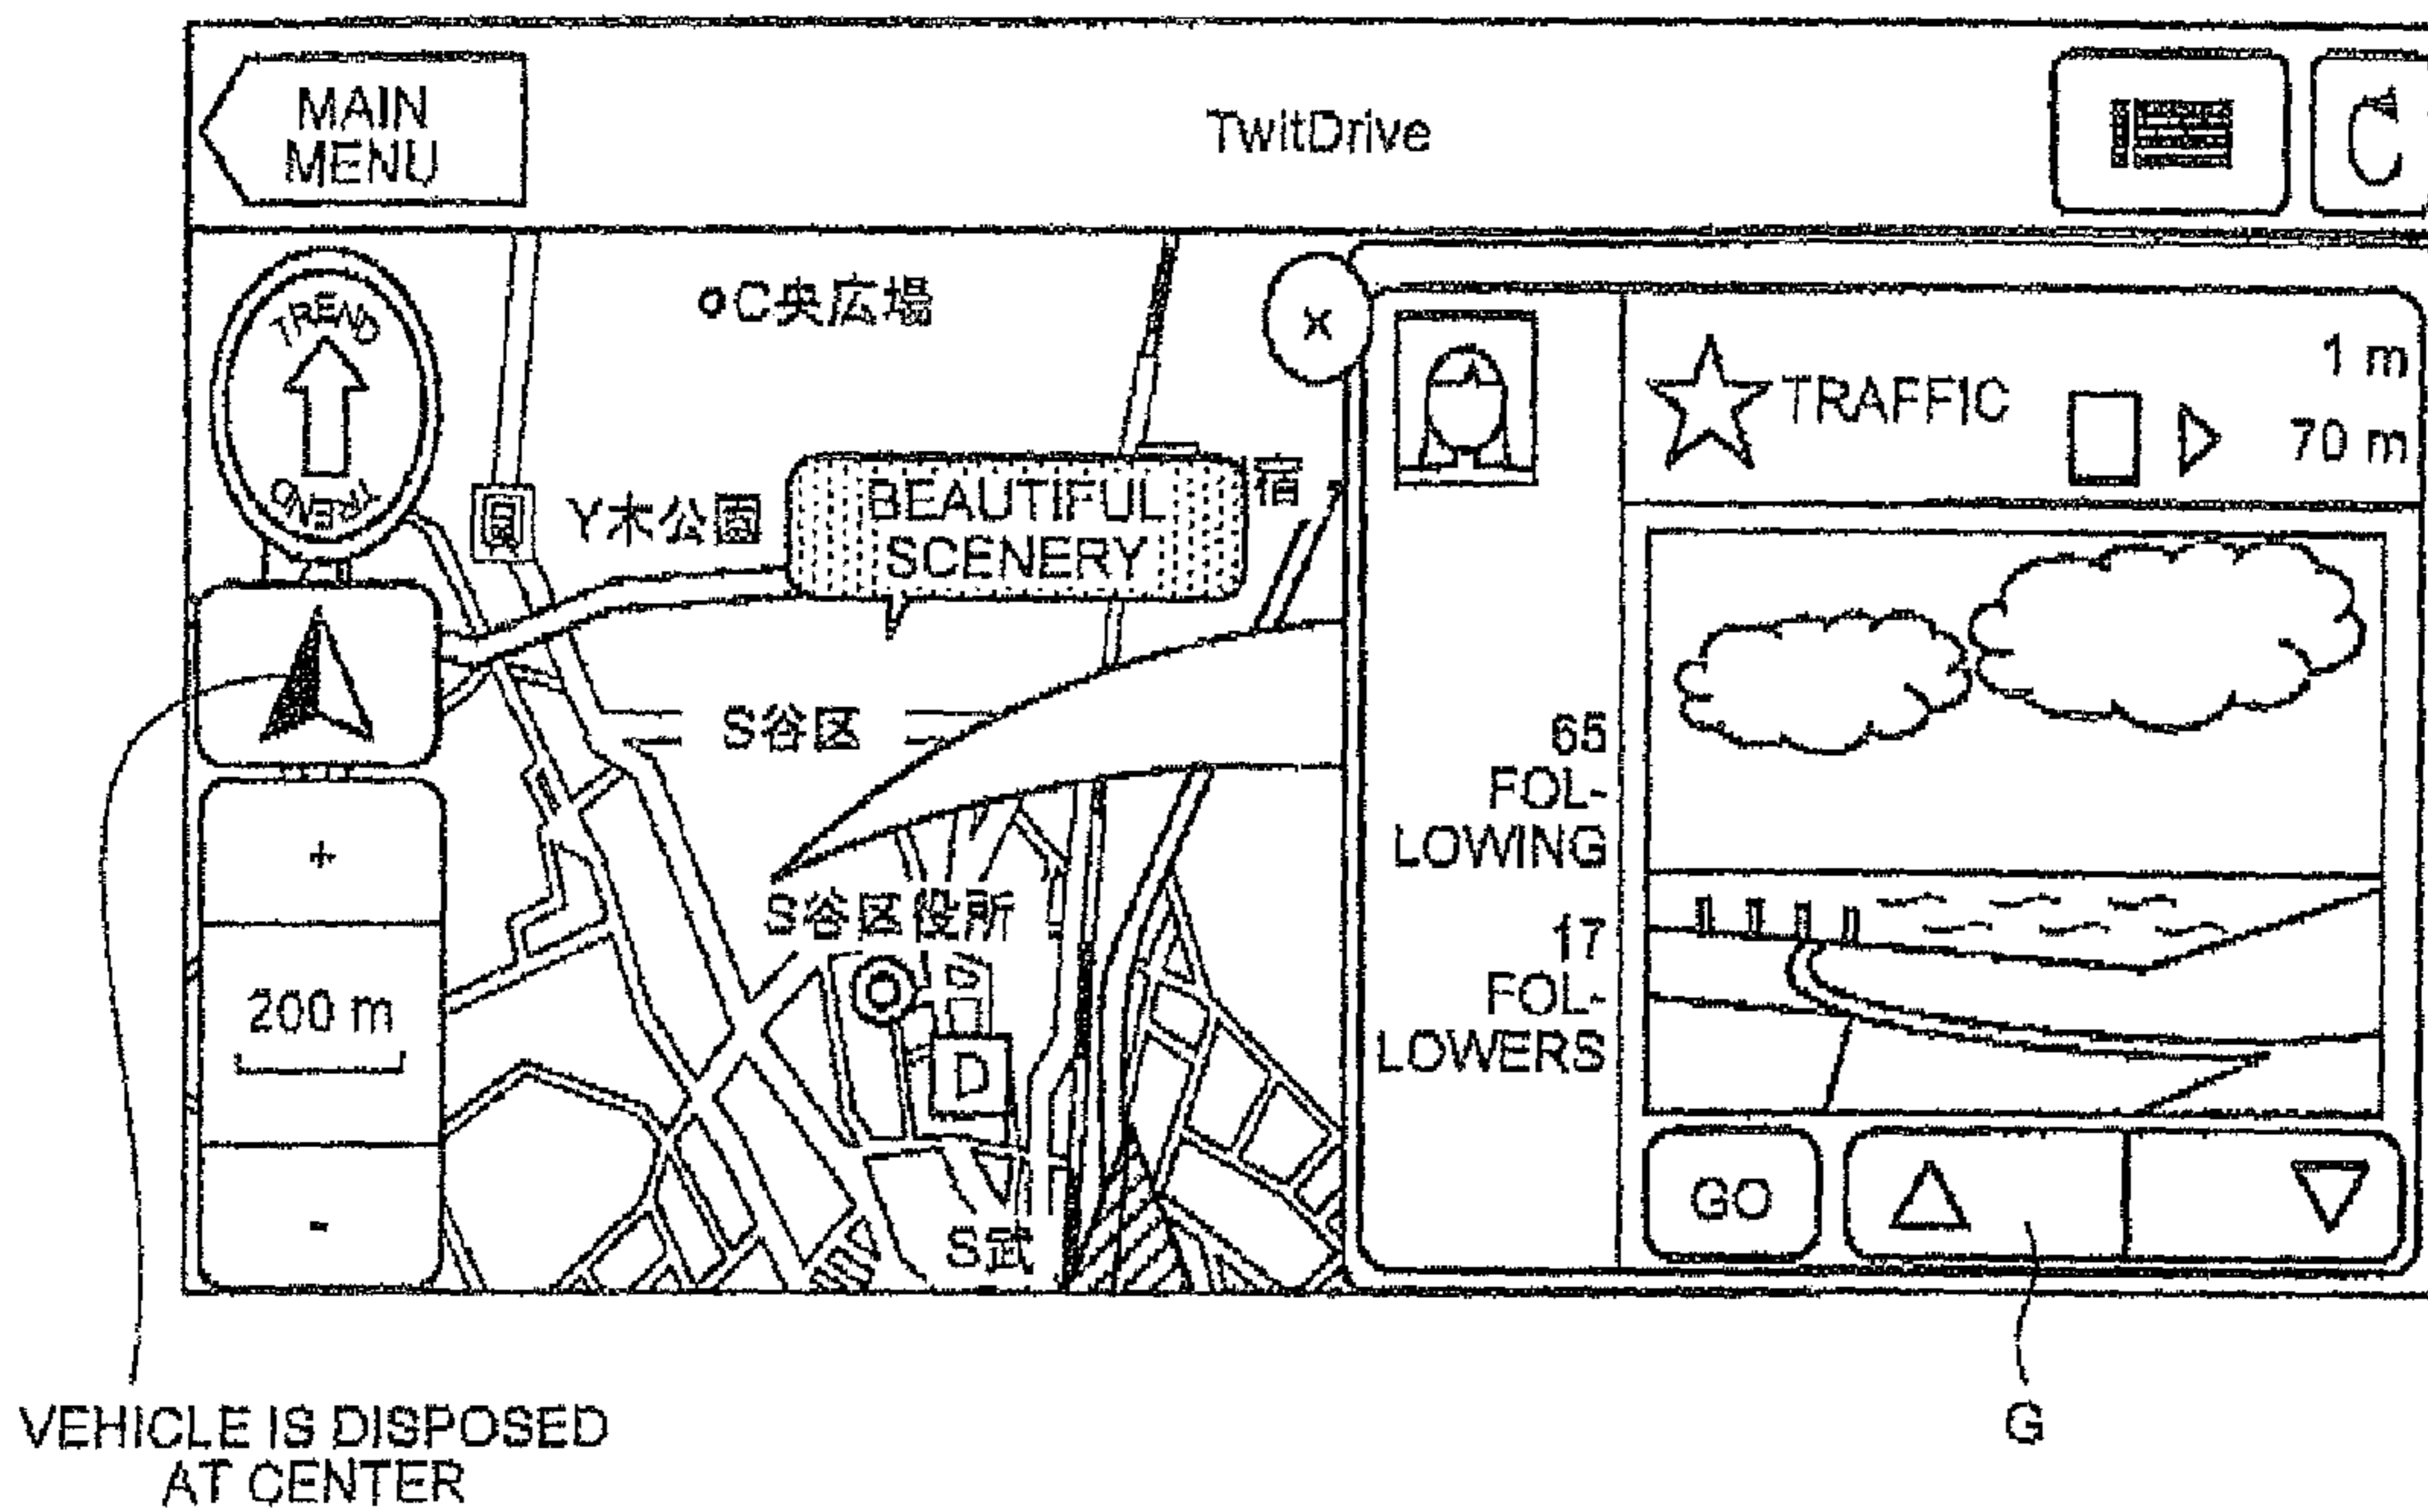 MAIN
MENU
TwitDrive
TREND
TREND
C央広場
Y木公園
BEAUTIFUL
SCENERY
宿
S谷区
S谷区役所
D
S武
+
200 m
-
x
TRAFFIC
1 m
70 m
65
FOL-
LOWING
17
FOL-
LOWERS
GO
VEHICLE IS DISPOSED
AT CENTER
G